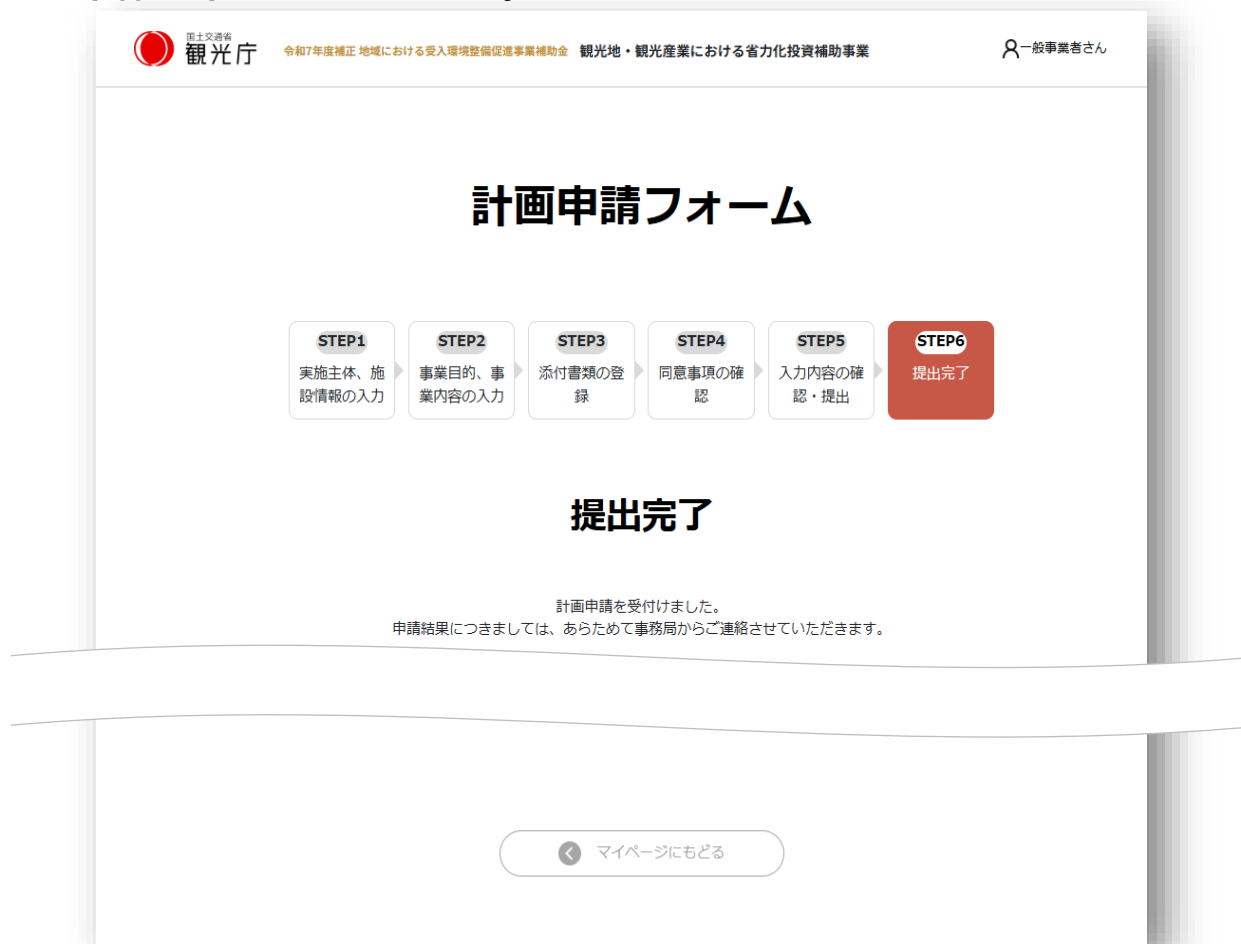 国土交通省
観光庁
令和7年度補正 地域における受入環境整備促進事業補助金 観光地・観光産業における省力化投資補助事業
一般事業者さん
計画申請フォーム
STEP1
実施主体、施
設情報の入力
STEP2
事業目的、事
業内容の入力
STEP3
添付書類の登
録
STEP4
同意事項の確
認
STEP5
入力内容の確
認・提出
STEP6
提出完了
提出完了
計画申請を受付けました。
申請結果につきましては、あらためて事務局からご連絡させていただきます。
マイページにもどる